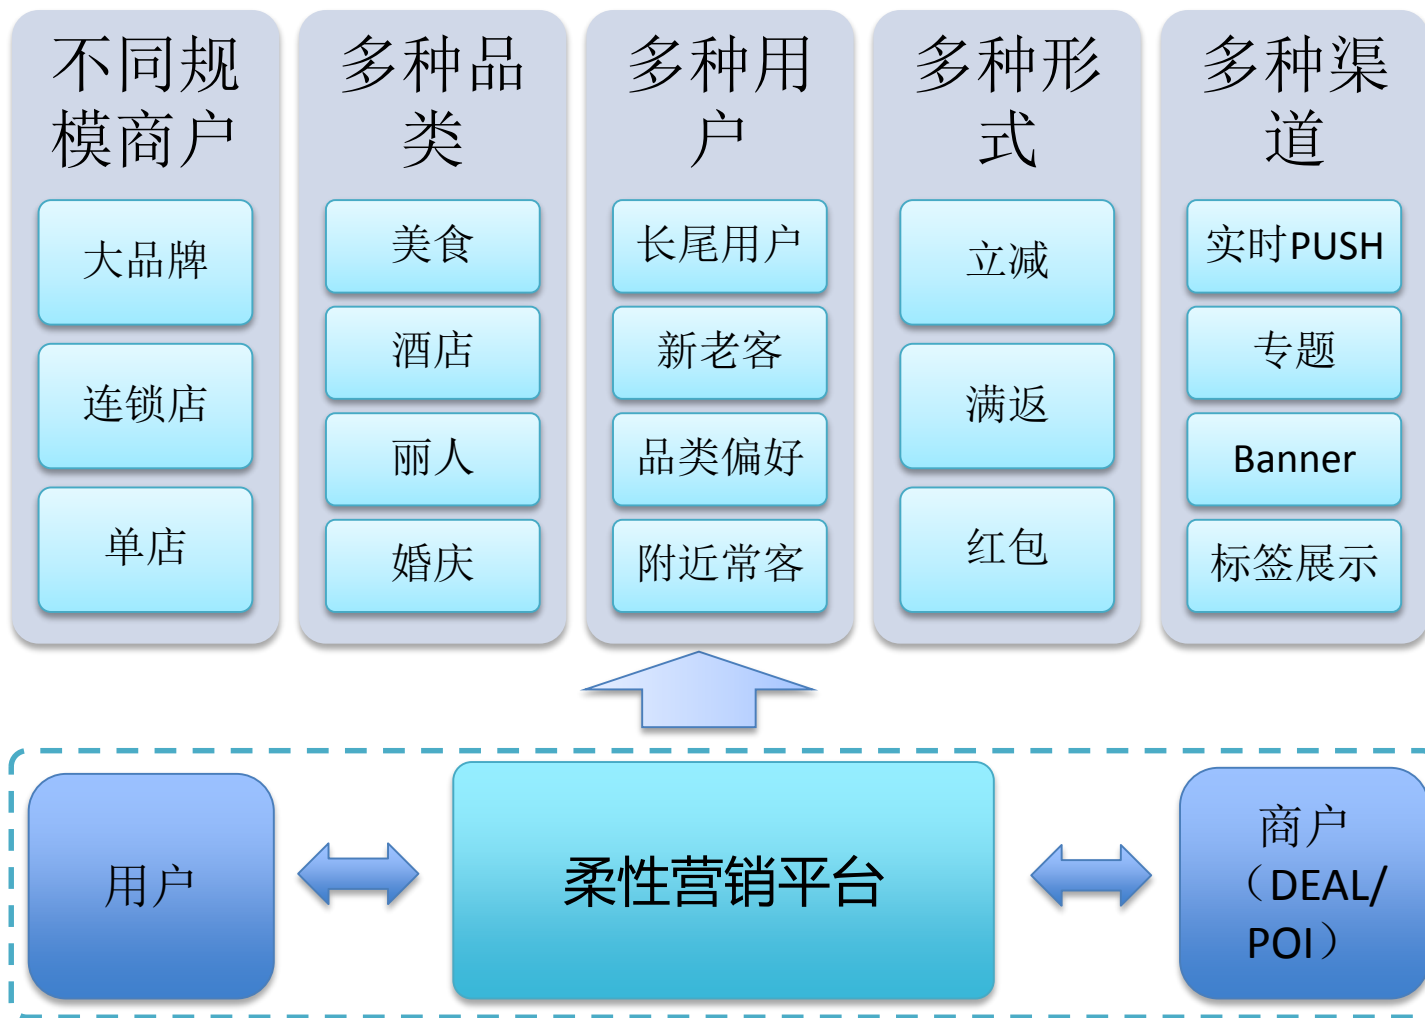 不同规
模商户
大品牌
连锁店
单店
多种品
类
美食
酒店
丽人
婚庆
多种用
户
长尾用户
新老客
品类偏好
附近常客
多种形
式
立减
满返
红包
多种渠
道
实时PUSH
专题
Banner
标签展示
用户
柔性营销平台
商户
（DEAL/
POI）